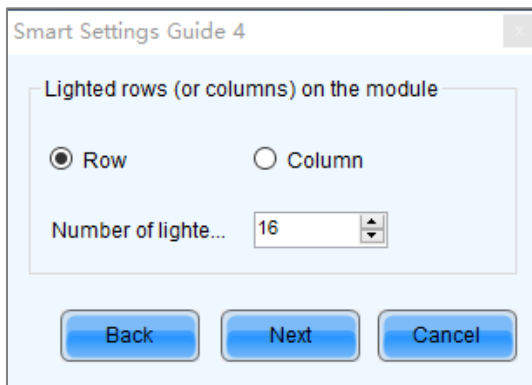 Smart Settings Guide 4
Lighted rows (or columns) on the module
Row Column
Number of lighte... 16
Back Next Cancel